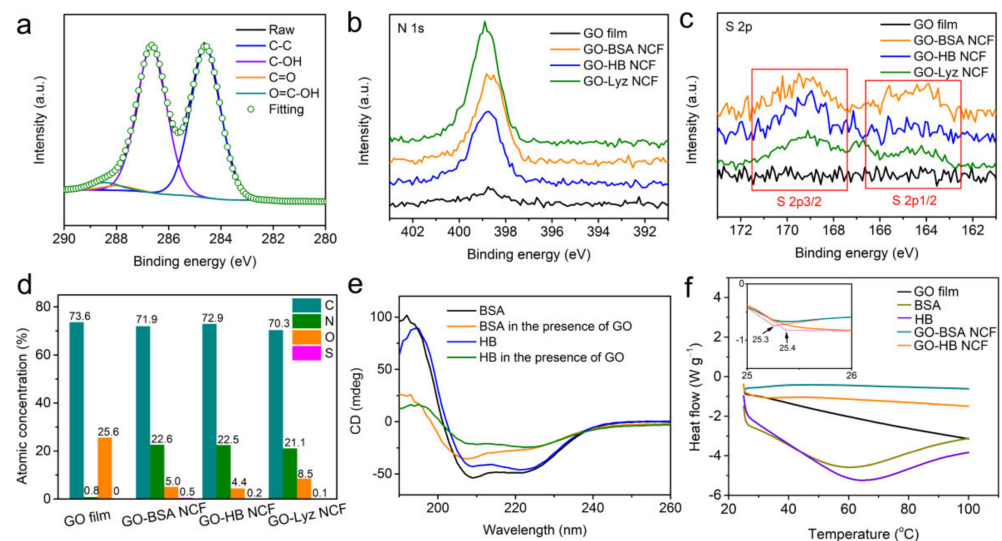 a
Raw
C-C
C-OH
C=O
O=C-OH
Fitting
Intensity (a.u.)
290 288 286 284 282 280
Binding energy (eV)
b
N 1s
GO film
GO-BSA NCF
GO-HB NCF
GO-Lyz NCF
Intensity (a.u.)
402 400 398 396 394 392
Binding energy (eV)
c
S 2p
GO film
GO-BSA NCF
GO-HB NCF
GO-Lyz NCF
Intensity (a.u.)
S 2p3/2 S 2p1/2
172 170 168 166 164 162
Binding energy (eV)
d
C
N
O
S
Atomic concentration (%)
80
60
40
20
0
73.6 0.8 25.6 0
71.9 22.6 5.0 0.5
72.9 22.5 4.4 0.2
70.3 21.1 8.5 0.1
GO film GO-BSA NCF GO-HB NCF GO-Lyz NCF
e
BSA
BSA in the presence of GO
HB
HB in the presence of GO
CD (mdeg)
100
50
0
-50
200 220 240 260
Wavelength (nm)
f
GO film
BSA
HB
GO-BSA NCF
GO-HB NCF
Heat flow (W g⁻¹)
4
2
0
-2
-4
-6
0
-1
25.3 25.4
25 26
20 40 60 80 100
Temperature (°C)